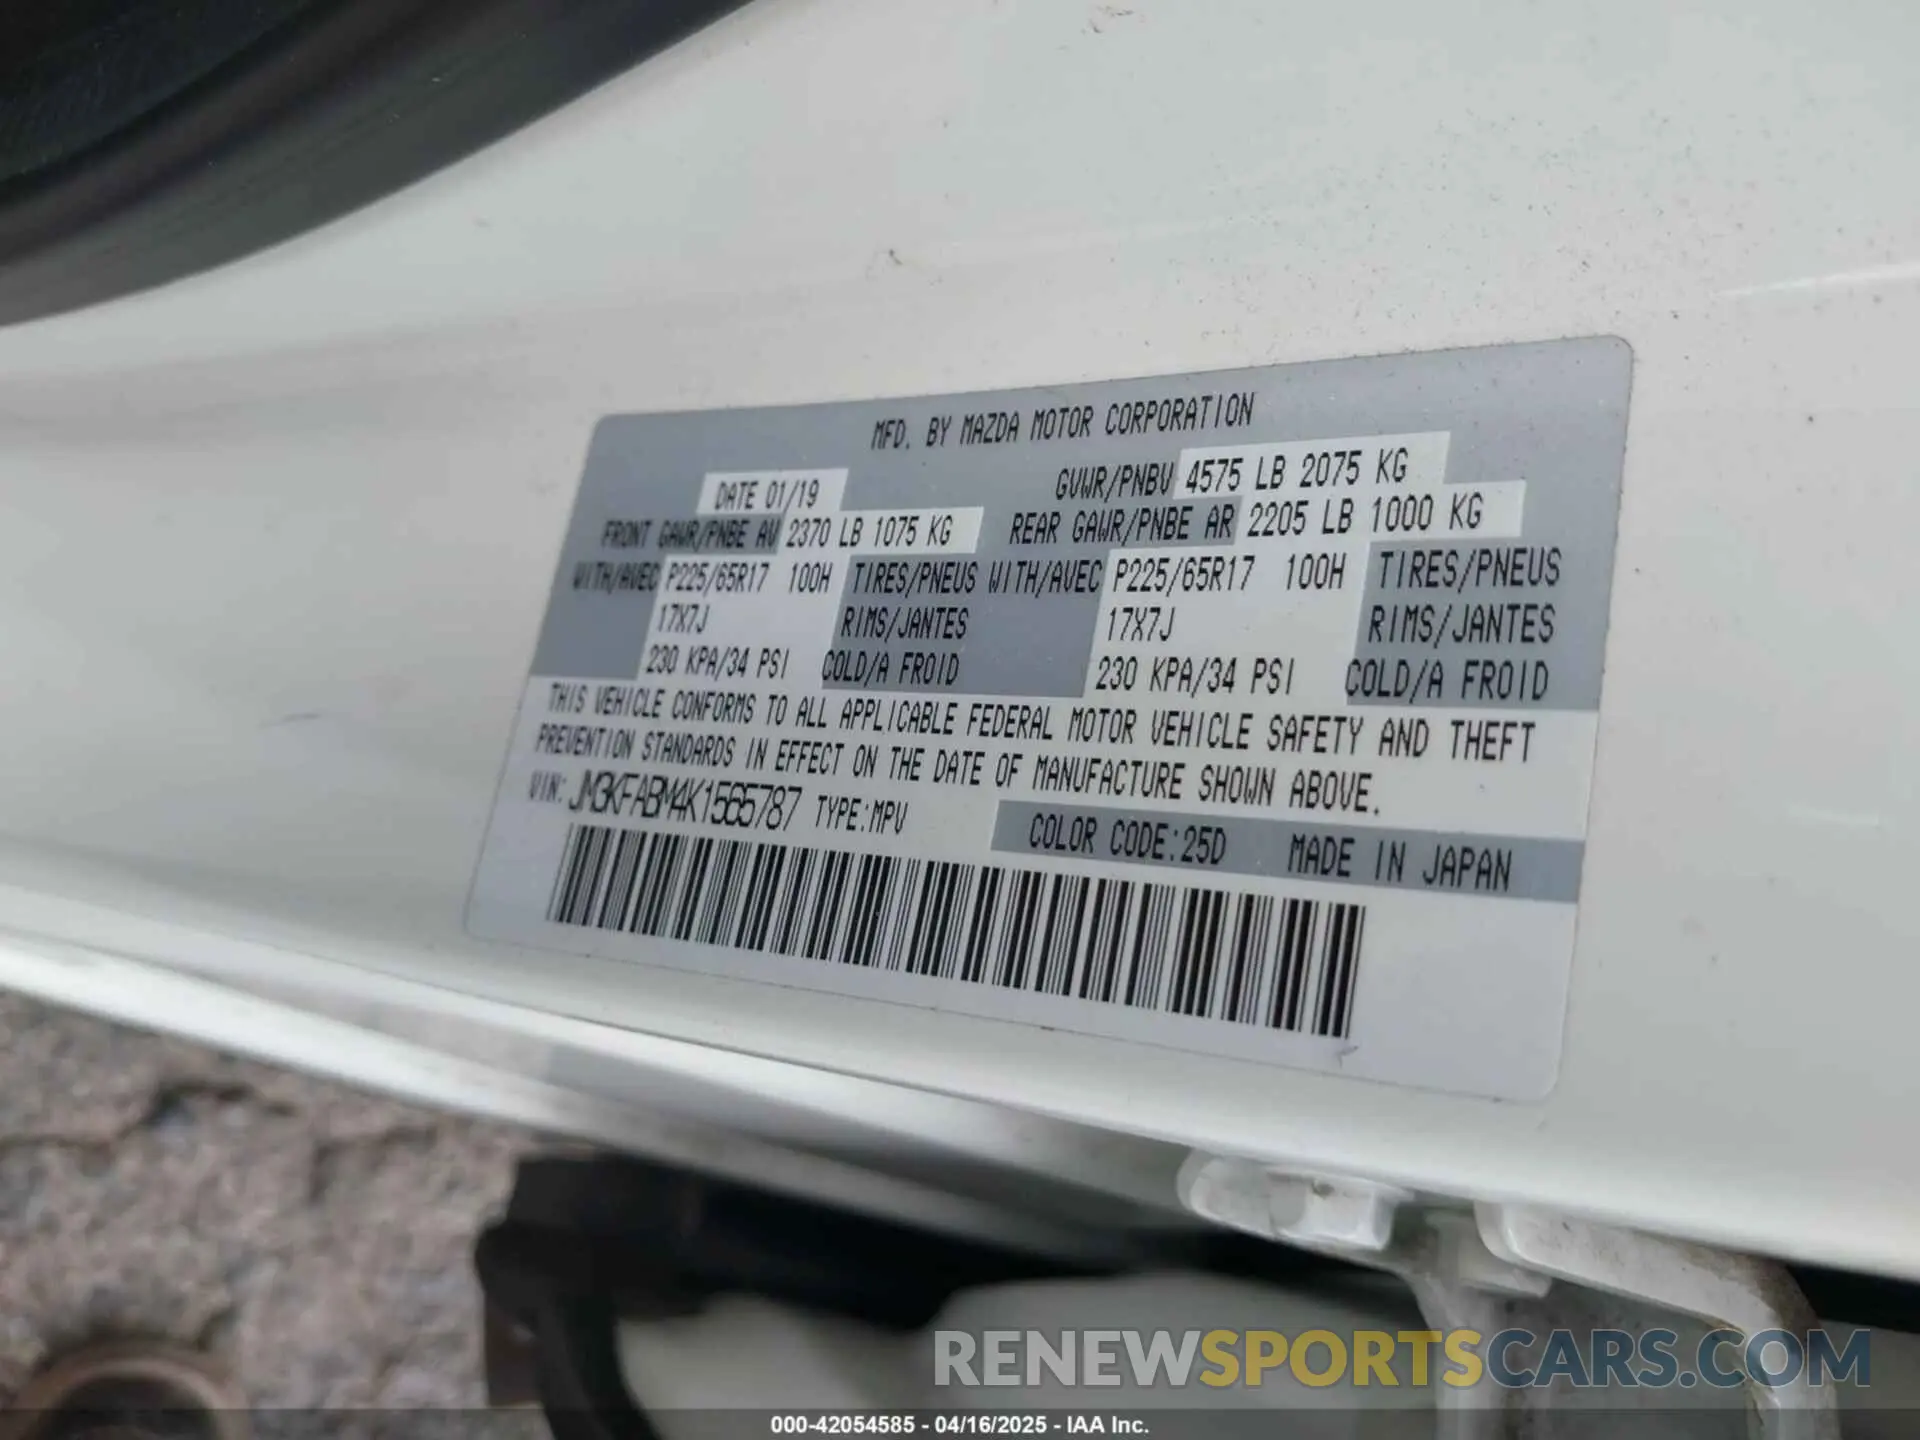 MFD. BY MAZDA MOTOR CORPORATION
DATE 01/19 GVWR/PNBV 4575 LB 2075 KG
FRONT GAWR/PNBE AV 2370 LB 1075 KG REAR GAWR/PNBE AR 2205 LB 1000 KG
WITH/AVEC P225/65R17 100H TIRES/PNEUS WITH/AVEC P225/65R17 100H TIRES/PNEUS
17X7J RIMS/JANTES 17X7J RIMS/JANTES
230 KPA/34 PSI COLD/A FROID 230 KPA/34 PSI COLD/A FROID
THIS VEHICLE CONFORMS TO ALL APPLICABLE FEDERAL MOTOR VEHICLE SAFETY AND THEFT
PREVENTION STANDARDS IN EFFECT ON THE DATE OF MANUFACTURE SHOWN ABOVE.
VIN: JM3KFABM4K1565787 TYPE:MPV
COLOR CODE:25D MADE IN JAPAN
RENEWSPORTSCARS.COM
000-42054585 - 04/16/2025 - IAA Inc.